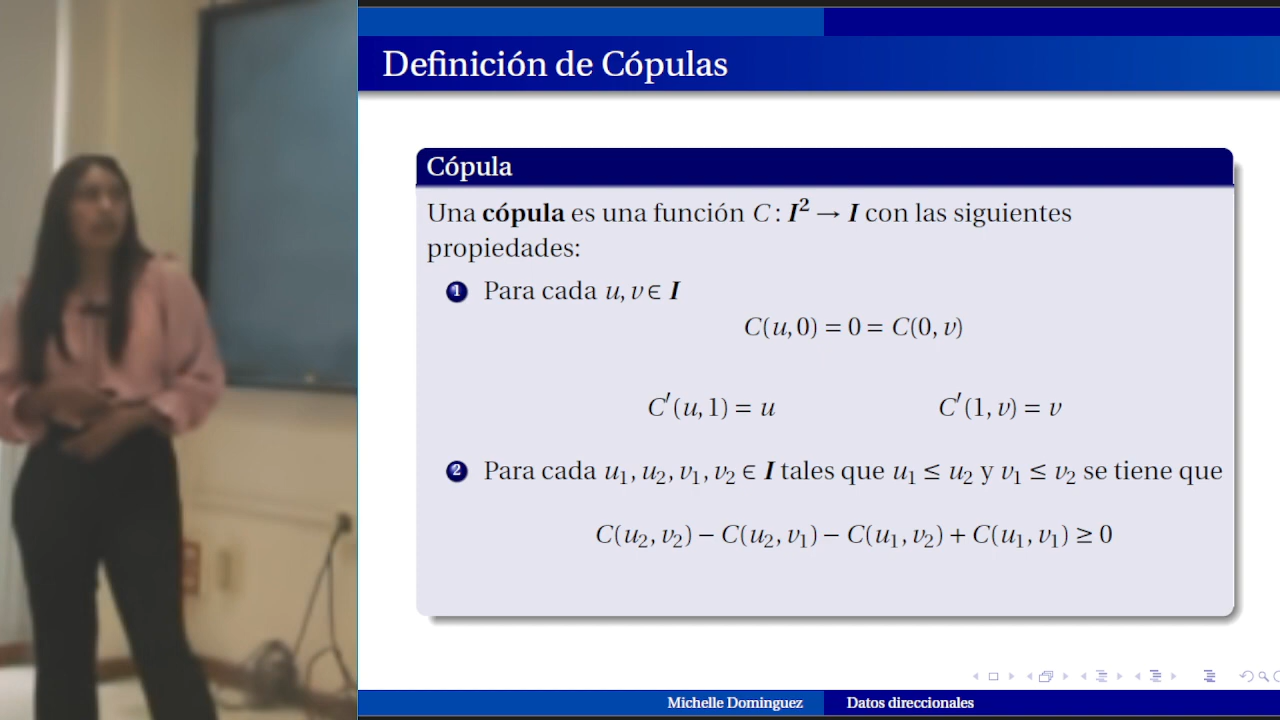 Definición de Cópulas
Cópula
Una cópula es una función C : I² → I con las siguientes
propiedades:
1 Para cada u, v ∈ I
C(u,0) = 0 = C(0, v)
C′(u,1) = u C′(1, v) = v
2 Para cada u₁, u₂, v₁, v₂ ∈ I tales que u₁ ≤ u₂ y v₁ ≤ v₂ se tiene que
C(u₂, v₂) − C(u₂, v₁) − C(u₁, v₂) + C(u₁, v₁) ≥ 0
Michelle Dominguez Datos direccionales